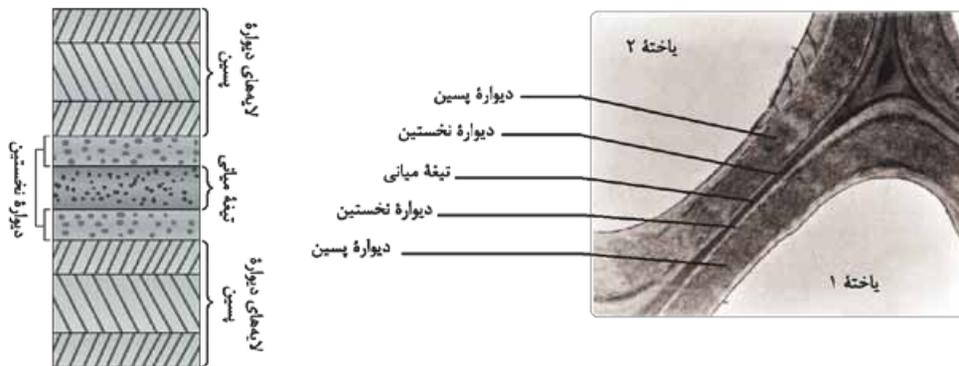 یاختهٔ ۲
دیوارهٔ پسین
دیوارهٔ نخستین
تیغهٔ میانی
دیوارهٔ نخستین
دیوارهٔ پسین
یاختهٔ ۱
لایه‌های دیوارهٔ
پسین
تیغهٔ میانی
دیوارهٔ نخستین
لایه‌های دیوارهٔ
پسین